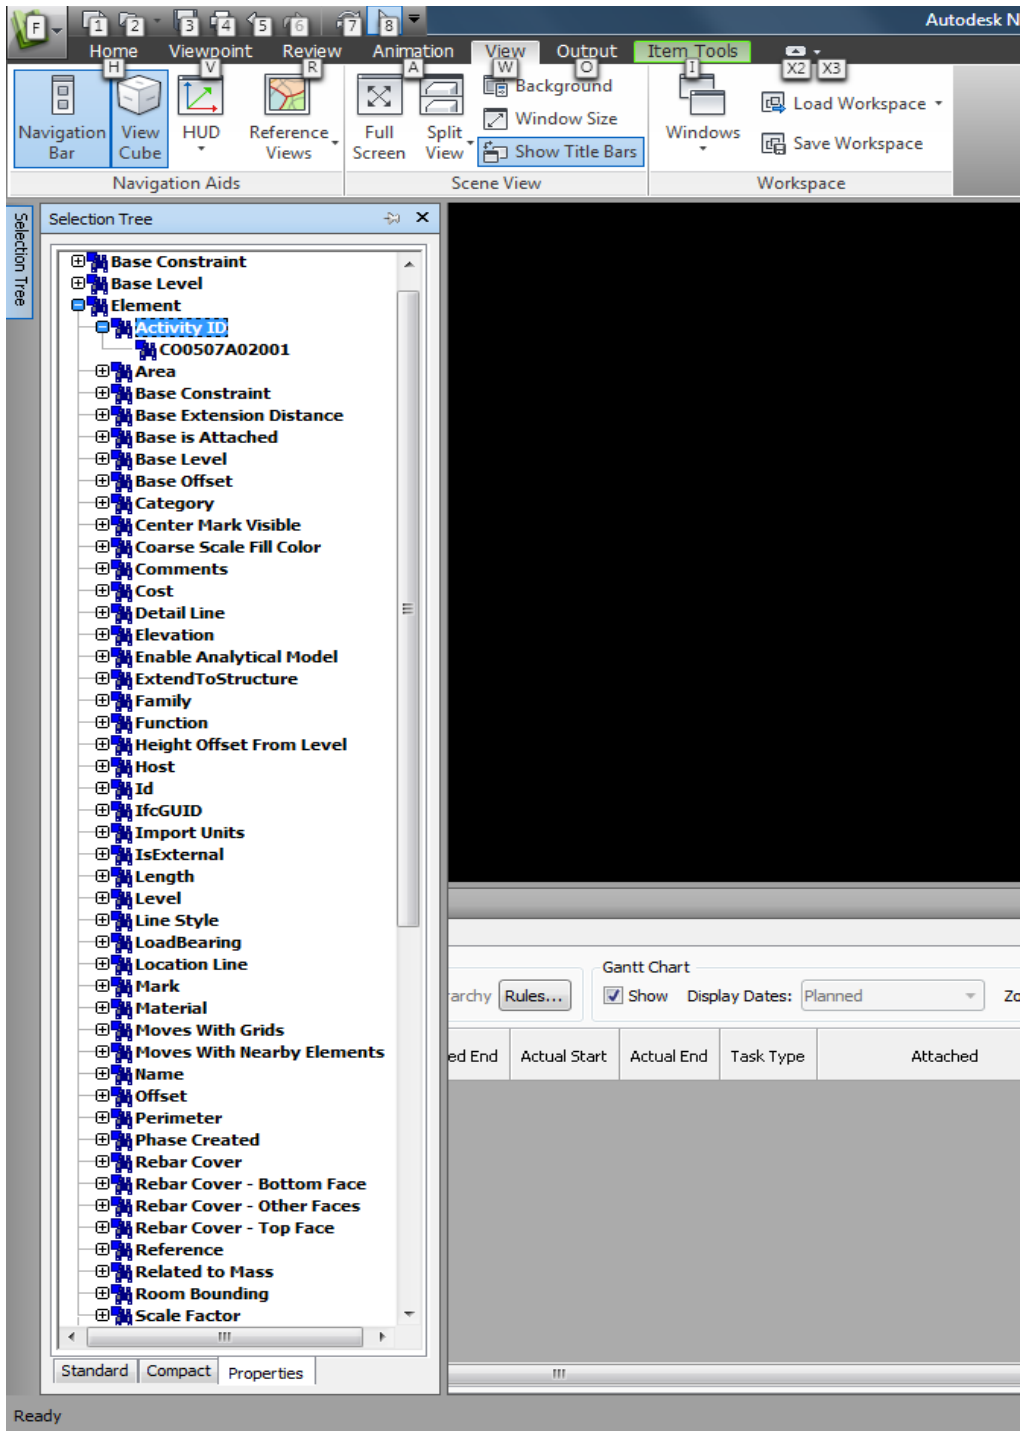 F 1 2 3 4 5 6 7 8 Autodesk N
Home Viewpoint Review Animation View Output Item Tools
H V R A W O I X2 X3
Navigation Bar
View Cube
HUD
Reference Views
Full Screen
Split View
Background
Window Size
Show Title Bars
Windows
Load Workspace
Save Workspace
Navigation Aids Scene View Workspace
Selection Tree
Selection Tree
Base Constraint
Base Level
Element
Activity ID
CO0507A02001
Area
Base Constraint
Base Extension Distance
Base is Attached
Base Level
Base Offset
Category
Center Mark Visible
Coarse Scale Fill Color
Comments
Cost
Detail Line
Elevation
Enable Analytical Model
ExtendToStructure
Family
Function
Height Offset From Level
Host
Id
IfcGUID
Import Units
IsExternal
Length
Level
Line Style
LoadBearing
Location Line
Mark
Material
Moves With Grids
Moves With Nearby Elements
Name
Offset
Perimeter
Phase Created
Rebar Cover
Rebar Cover - Bottom Face
Rebar Cover - Other Faces
Rebar Cover - Top Face
Reference
Related to Mass
Room Bounding
Scale Factor
Standard Compact Properties
Gantt Chart
rarchy Rules... Show Display Dates: Planned Zo
ed End Actual Start Actual End Task Type Attached
Ready